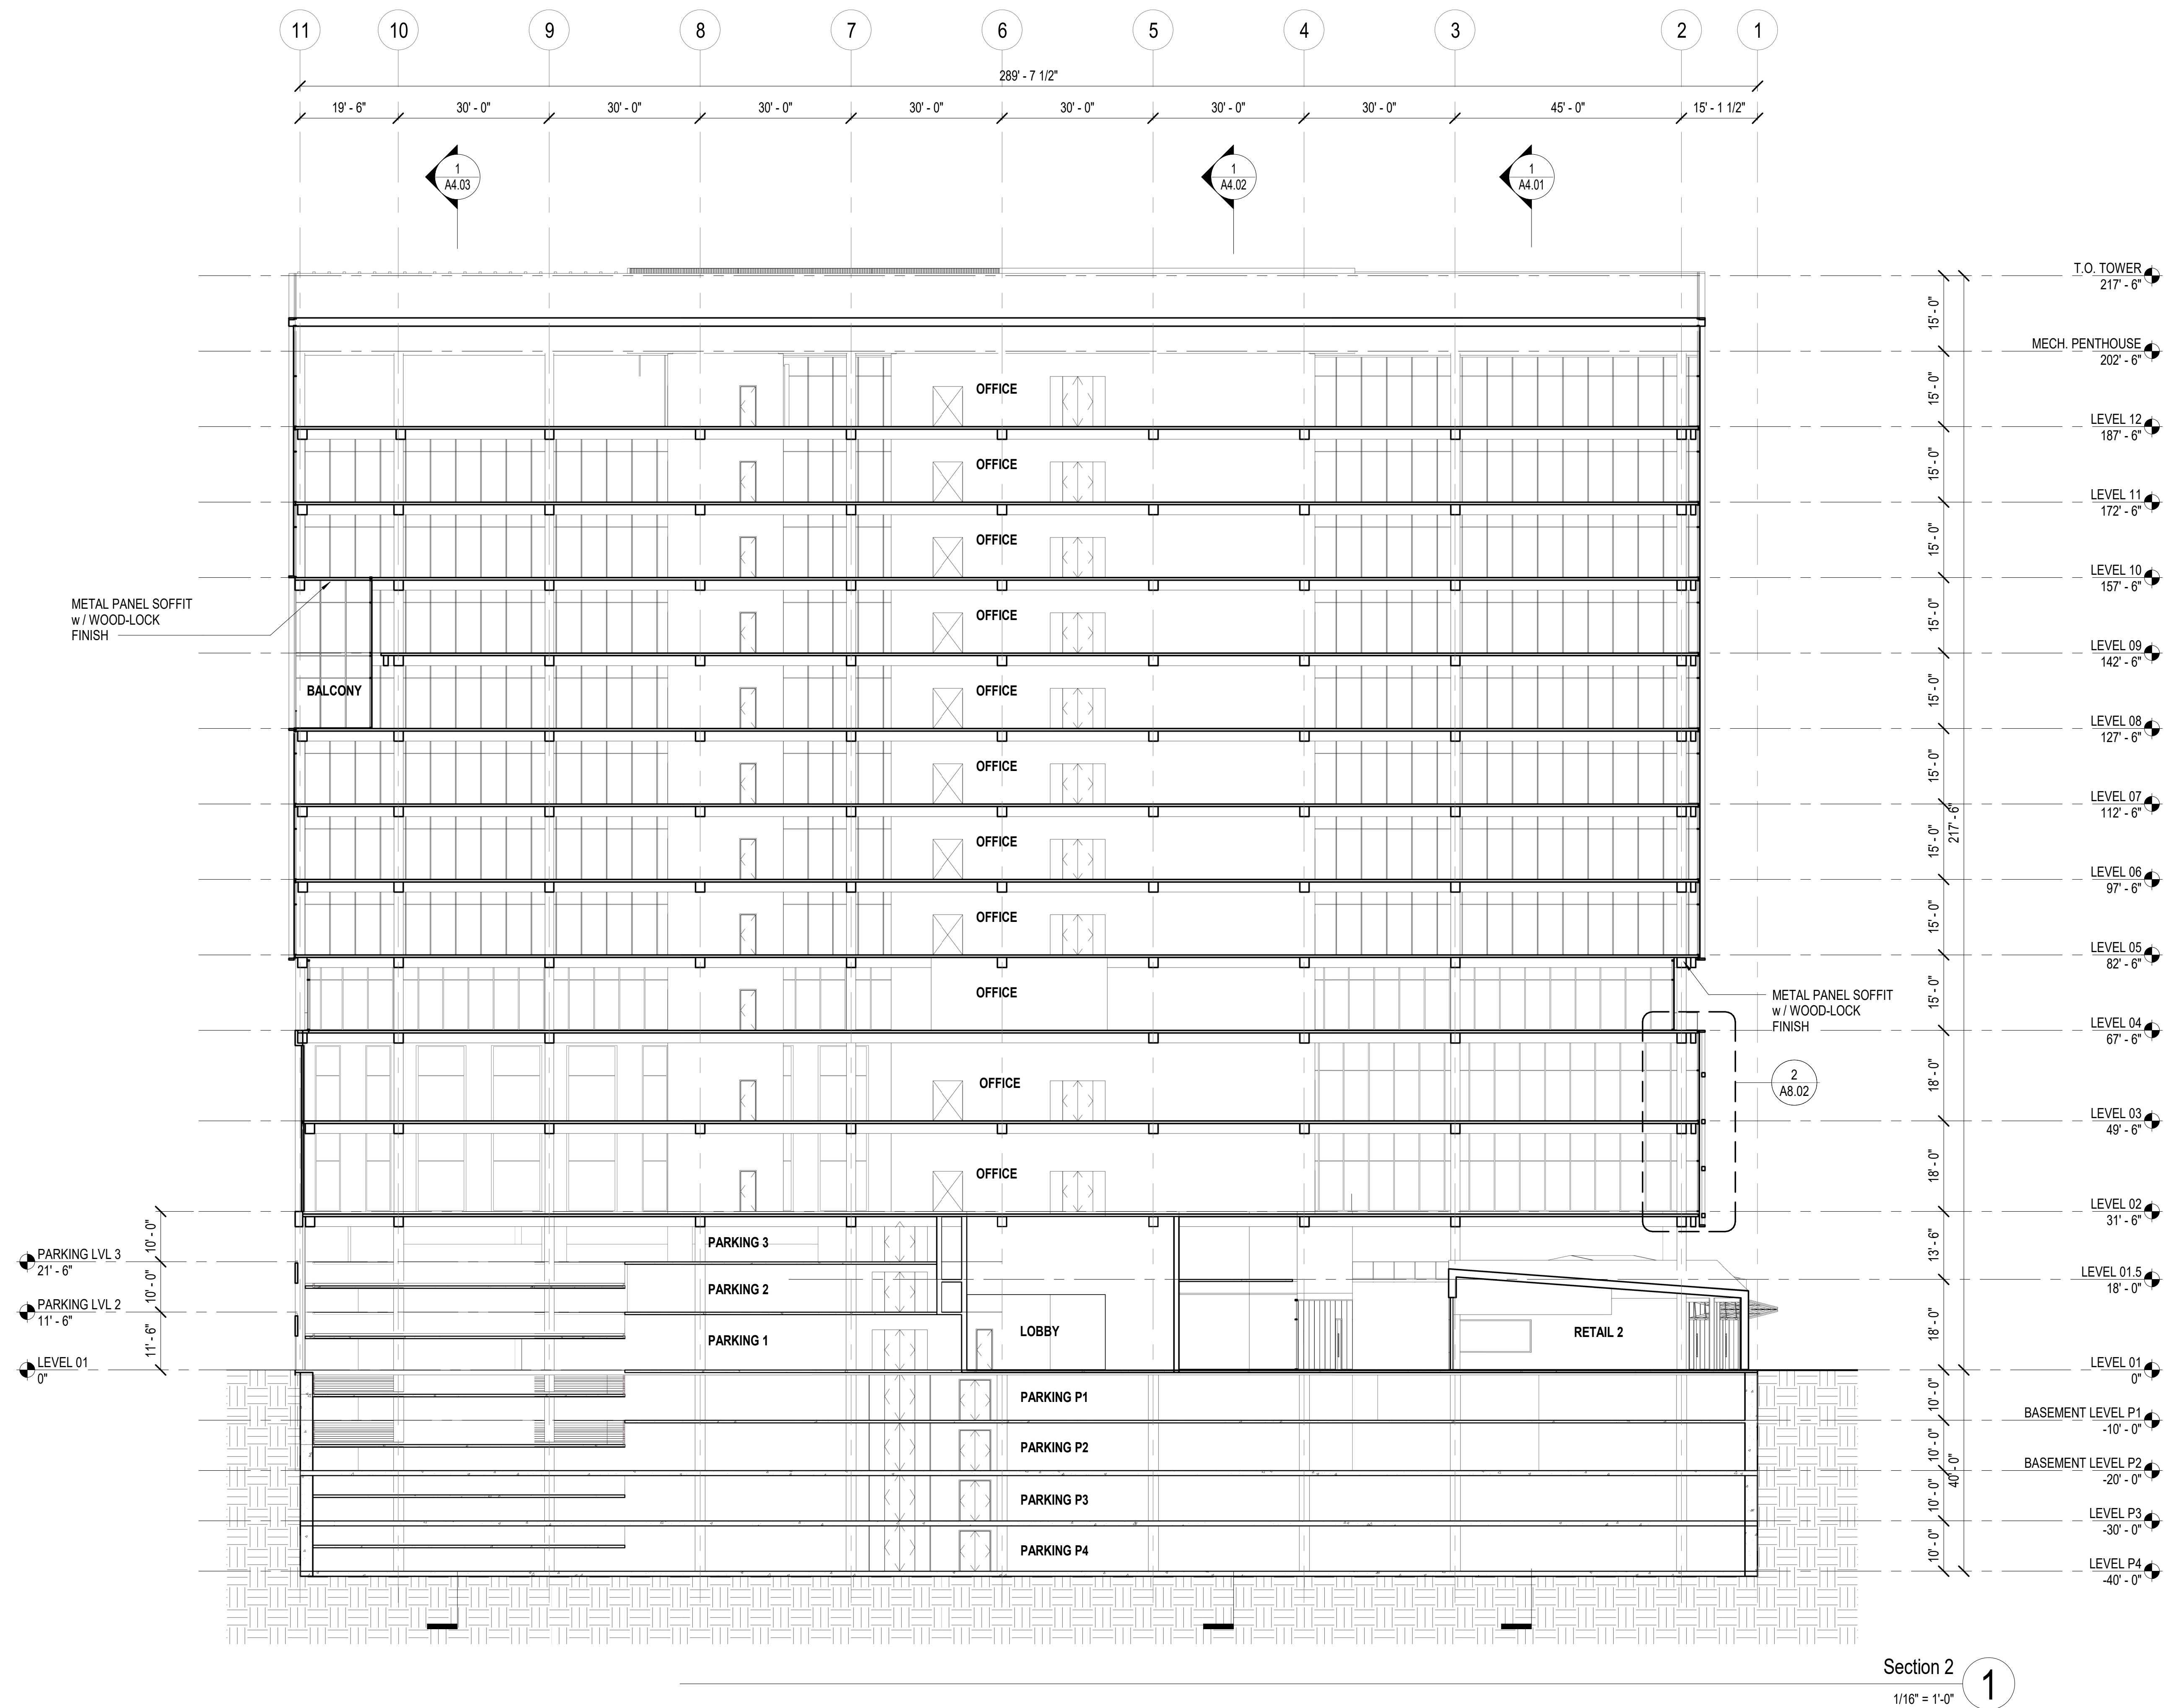 11 10 9 8 7 6 5 4 3 2 1
289' - 7 1/2"
19' - 6" 30' - 0" 30' - 0" 30' - 0" 30' - 0" 30' - 0" 30' - 0" 30' - 0" 45' - 0" 15' - 1 1/2"
1
A4.03
1
A4.02
1
A4.01
T.O. TOWER
217' - 6"
15' - 0"
MECH. PENTHOUSE
202' - 6"
OFFICE
15' - 0"
LEVEL 12
187' - 6"
OFFICE
15' - 0"
LEVEL 11
172' - 6"
OFFICE
15' - 0"
LEVEL 10
157' - 6"
METAL PANEL SOFFIT
w / WOOD-LOCK
FINISH
OFFICE
15' - 0"
LEVEL 09
142' - 6"
BALCONY
OFFICE
15' - 0"
LEVEL 08
127' - 6"
OFFICE
15' - 0"
LEVEL 07
112' - 6"
217' - 6"
OFFICE
15' - 0"
LEVEL 06
97' - 6"
OFFICE
15' - 0"
LEVEL 05
82' - 6"
OFFICE
15' - 0"
METAL PANEL SOFFIT
w / WOOD-LOCK
FINISH
LEVEL 04
67' - 6"
OFFICE
2
A8.02
18' - 0"
LEVEL 03
49' - 6"
OFFICE
18' - 0"
LEVEL 02
31' - 6"
10' - 0"
PARKING 3
13' - 6"
PARKING LVL 3
21' - 6"
LEVEL 01.5
18' - 0"
10' - 0"
PARKING 2
PARKING LVL 2
11' - 6"
11' - 6"
PARKING 1
LOBBY
RETAIL 2
18' - 0"
LEVEL 01
0"
LEVEL 01
0"
PARKING P1
10' - 0"
BASEMENT LEVEL P1
-10' - 0"
PARKING P2
10' - 0"
BASEMENT LEVEL P2
-20' - 0"
40' - 0"
PARKING P3
10' - 0"
LEVEL P3
-30' - 0"
PARKING P4
10' - 0"
LEVEL P4
-40' - 0"
Section 2
1
1/16" = 1'-0"